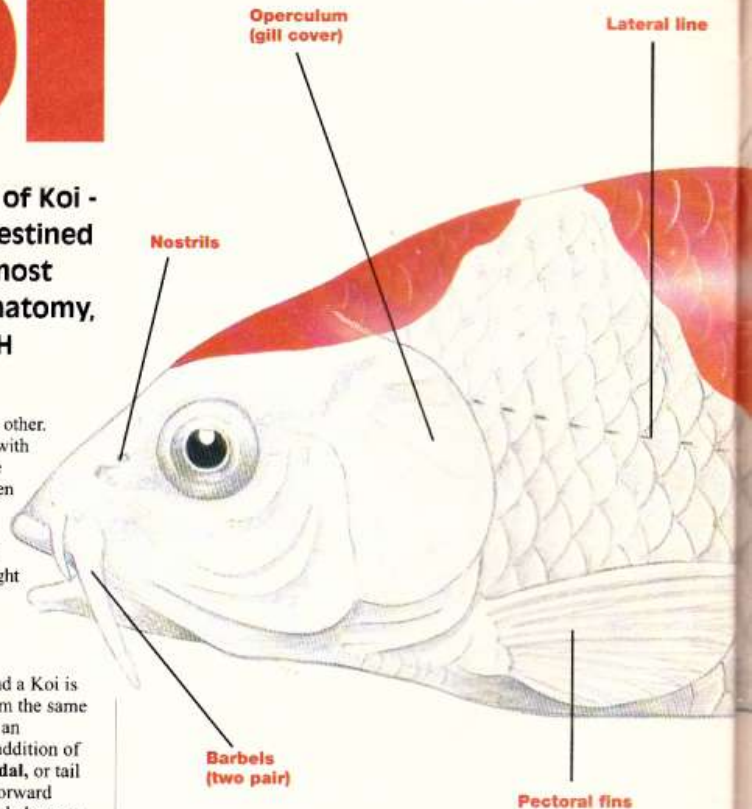 OI
Operculum
(gill cover)
Lateral line
of Koi -
estined
nost
natomy,
H
Nostrils
other.
with
en
ght
d a Koi is
m the same
an
ddition of
dal, or tail
orward
Barbels
(two pair)
Pectoral fins